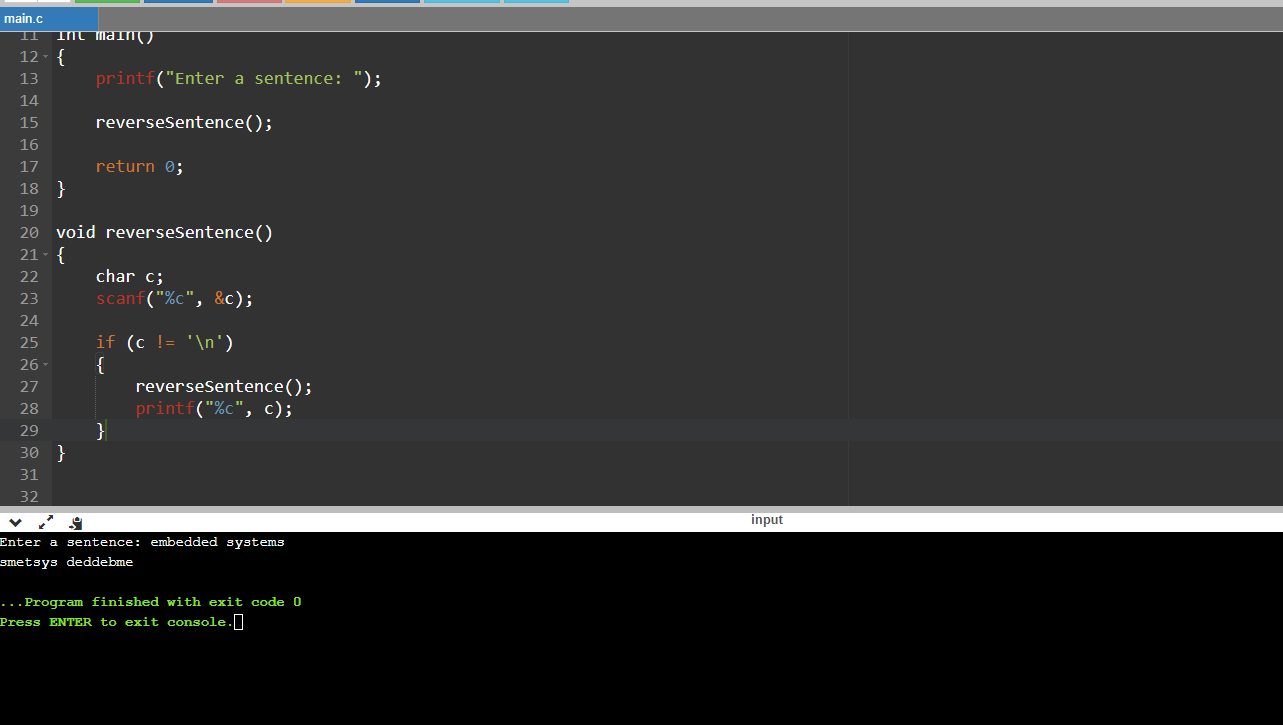 main.c
11 int main()
12 {
13     printf("Enter a sentence: ");
14
15     reverseSentence();
16
17     return 0;
18 }
19
20 void reverseSentence()
21 {
22     char c;
23     scanf("%c", &c);
24
25     if (c != '\n')
26     {
27         reverseSentence();
28         printf("%c", c);
29     }
30 }
31
32
input
Enter a sentence: embedded systems
smetsys deddebme
...Program finished with exit code 0
Press ENTER to exit console.